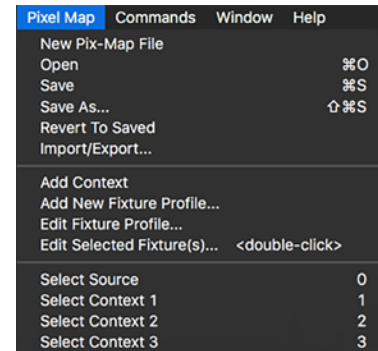 Pixel Map Commands Window Help
New Pix-Map File
Open ⌘O
Save ⌘S
Save As... ⇧⌘S
Revert To Saved
Import/Export...
Add Context
Add New Fixture Profile...
Edit Fixture Profile...
Edit Selected Fixture(s)... <double-click>
Select Source 0
Select Context 1 1
Select Context 2 2
Select Context 3 3